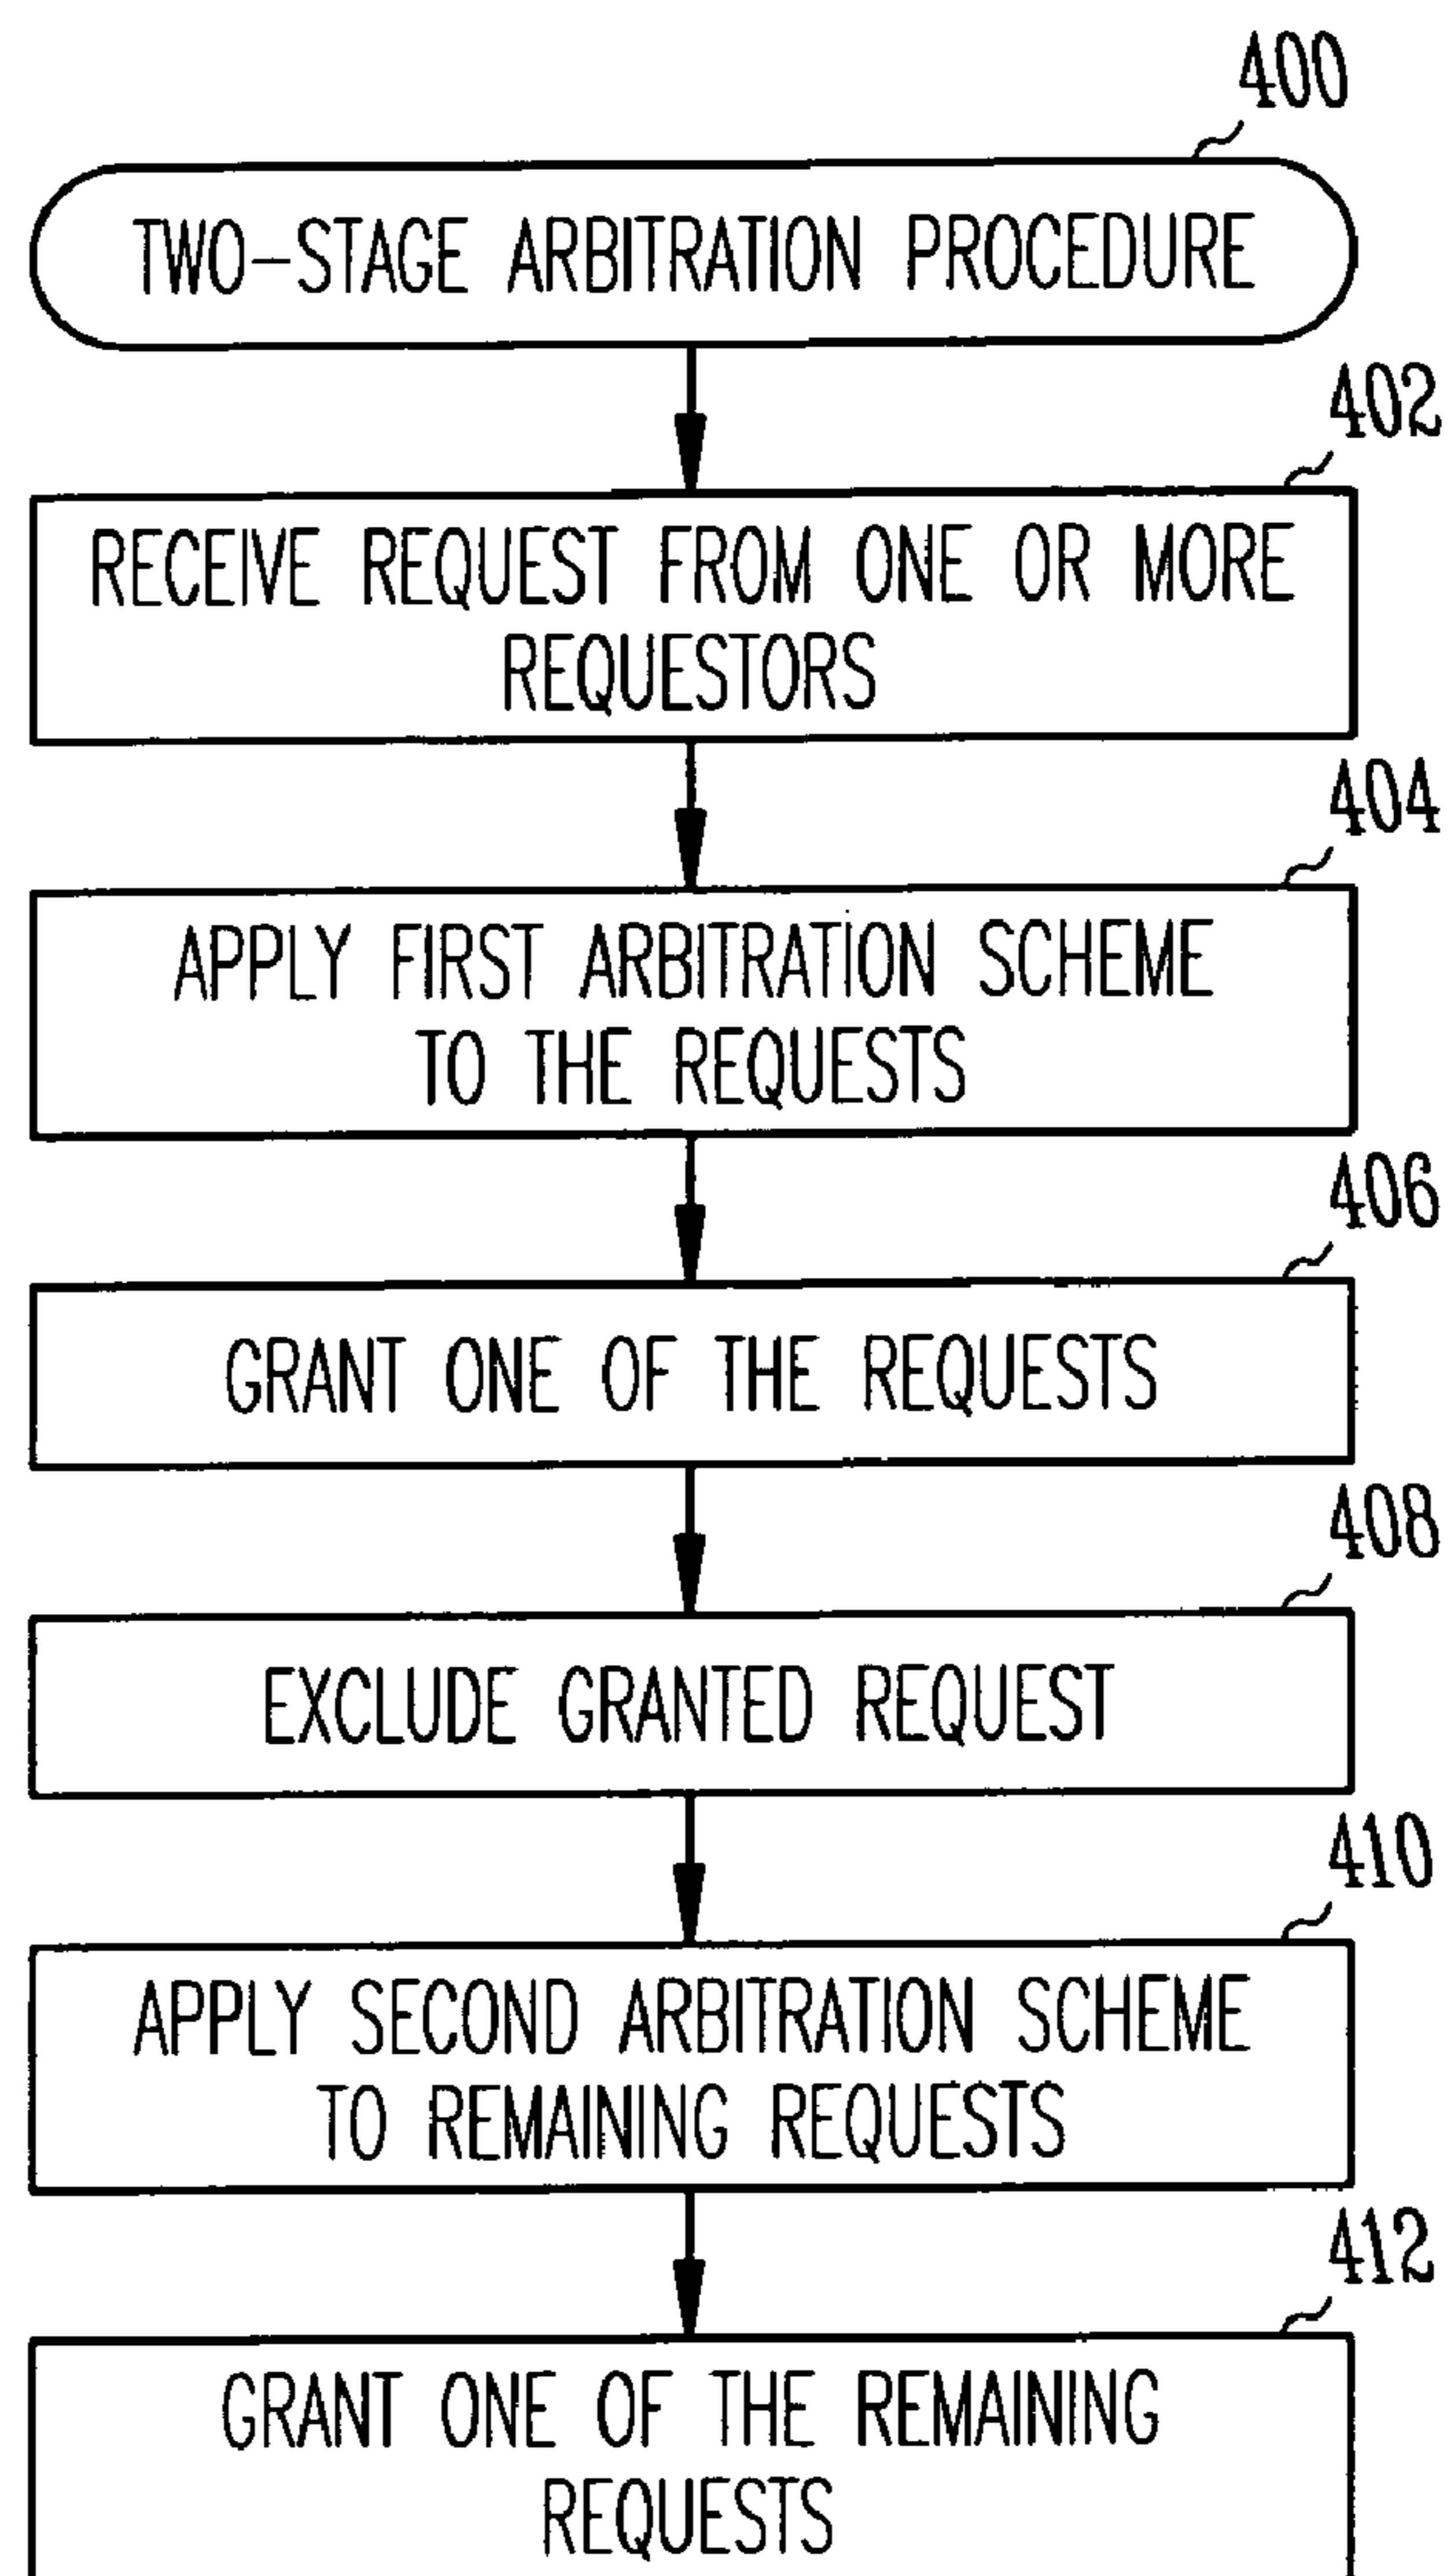 400
TWO-STAGE ARBITRATION PROCEDURE
402
RECEIVE REQUEST FROM ONE OR MORE
REQUESTORS
404
APPLY FIRST ARBITRATION SCHEME
TO THE REQUESTS
406
GRANT ONE OF THE REQUESTS
408
EXCLUDE GRANTED REQUEST
410
APPLY SECOND ARBITRATION SCHEME
TO REMAINING REQUESTS
412
GRANT ONE OF THE REMAINING
REQUESTS